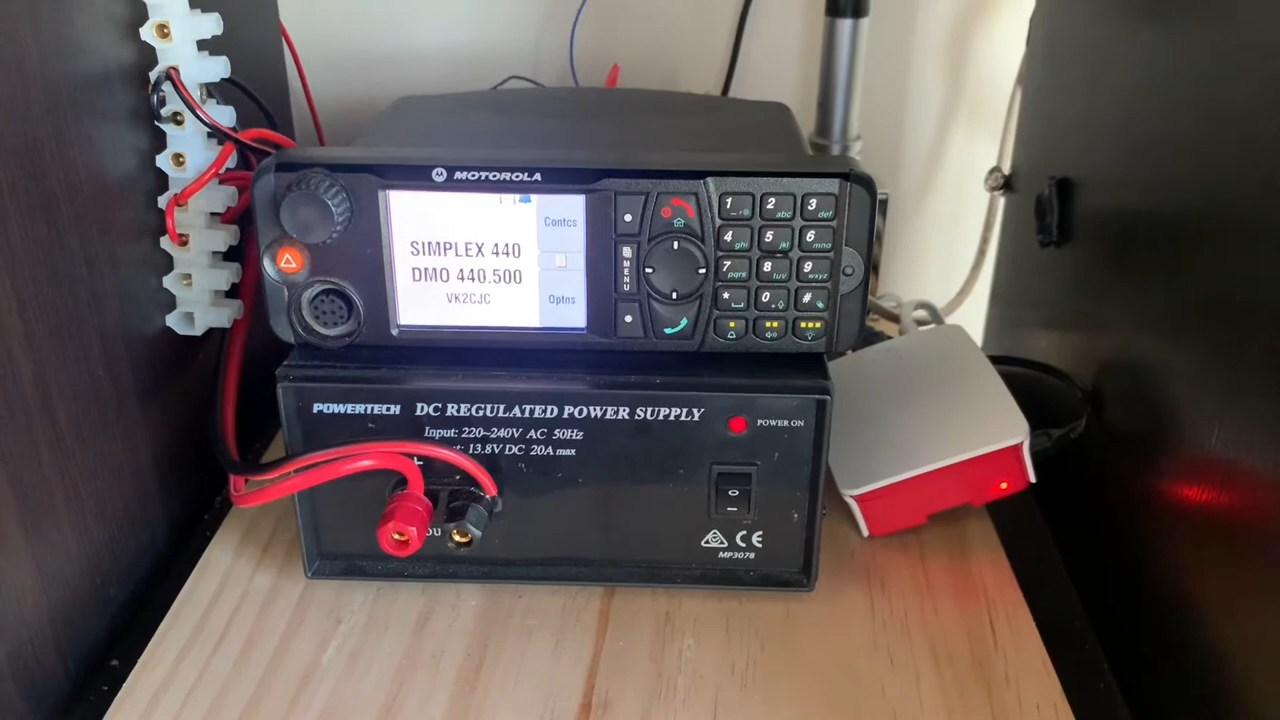 MOTOROLA
Contcs
SIMPLEX 440
DMO 440.500
VK2CJC
Optns
MENU
1
2 abc
3 def
4 ghi
5 jkl
6 mno
7 pqrs
8 tuv
9 wxyz
*
0
#
POWERTECH DC REGULATED POWER SUPPLY
Input: 220~240V AC 50Hz
13.8V DC 20A max
POWER ON
CE
MP3078